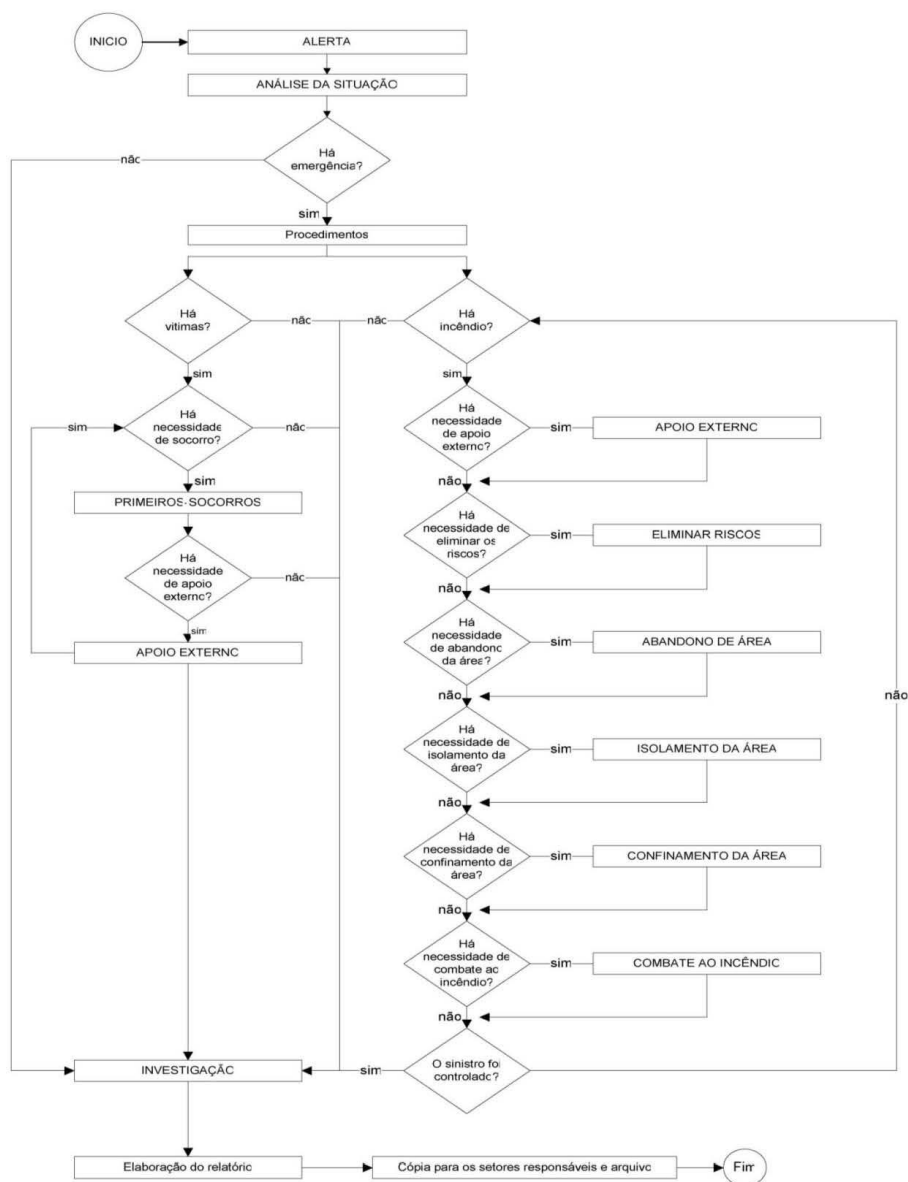 INICIO
ALERTA
ANÁLISE DA SITUAÇÃO
Há
emergência?
não
sim
Procedimentos
Há
vitimas?
não
não
Há
incêndio?
sim
sim
sim
Há
necessidade
de socorro?
não
Há
necessidade
de apoio
externo?
sim
APOIO EXTERNO
sim
não
PRIMEIROS-SOCORROS
Há
necessidade de
eliminar os
riscos?
sim
ELIMINAR RISCOS
Há
necessidade
de apoio
externo?
não
não
sim
APOIO EXTERNO
Há
necessidade
de abandono
da área?
sim
ABANDONO DE ÁREA
não
não
Há
necessidade de
isolamento da
área?
sim
ISOLAMENTO DA ÁREA
não
Há
necessidade de
confinamento da
área?
sim
CONFINAMENTO DA ÁREA
não
Há
necessidade de
combate ao
incêndio?
sim
COMBATE AO INCÊNDIO
não
INVESTIGAÇÃO
sim
O sinistro foi
controlado?
Elaboração do relatório
Cópia para os setores responsáveis e arquivo
Fim